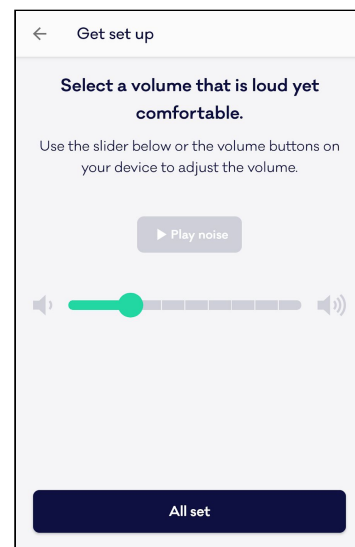 Get set up
Select a volume that is loud yet
comfortable.
Use the slider below or the volume buttons on
your device to adjust the volume.
Play noise
All set